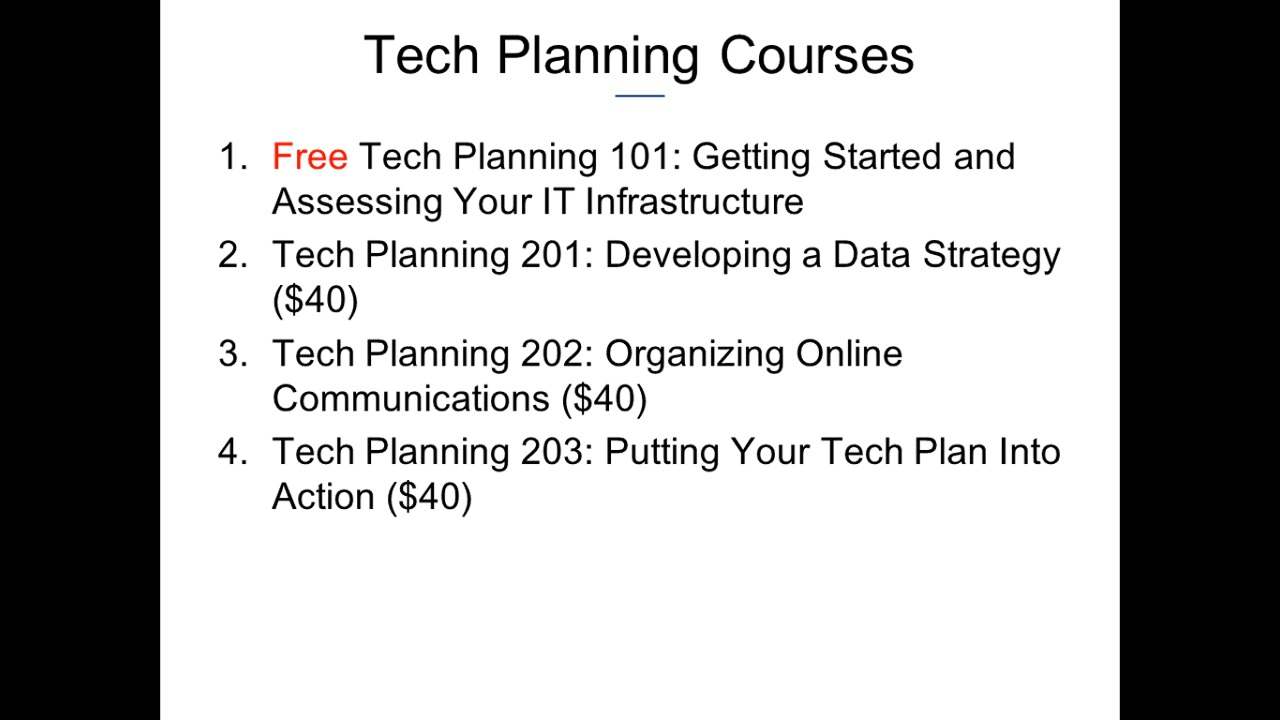 Tech Planning Courses
1. Free Tech Planning 101: Getting Started and
Assessing Your IT Infrastructure
2. Tech Planning 201: Developing a Data Strategy
($40)
3. Tech Planning 202: Organizing Online
Communications ($40)
4. Tech Planning 203: Putting Your Tech Plan Into
Action ($40)